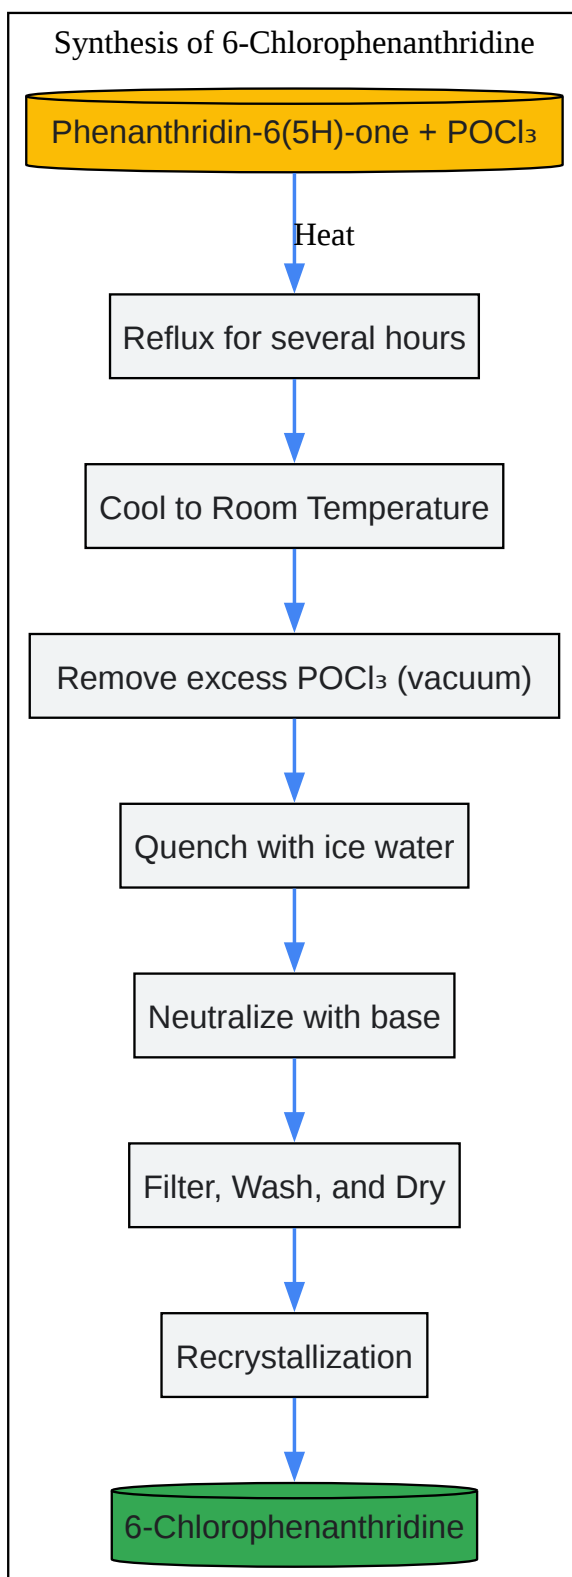 Synthesis of 6-Chlorophenanthridine
Phenanthridin-6(5H)-one + POCl₃
Heat
Reflux for several hours
Cool to Room Temperature
Remove excess POCl₃ (vacuum)
Quench with ice water
Neutralize with base
Filter, Wash, and Dry
Recrystallization
6-Chlorophenanthridine